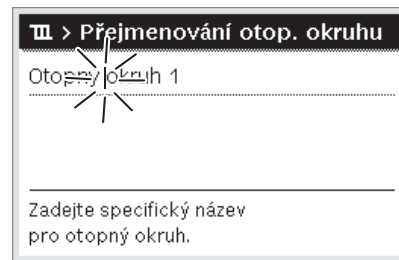 > Přejmenování otop. okruhu
Otopný okruh 1
Zadejte specifický název
pro otopný okruh.